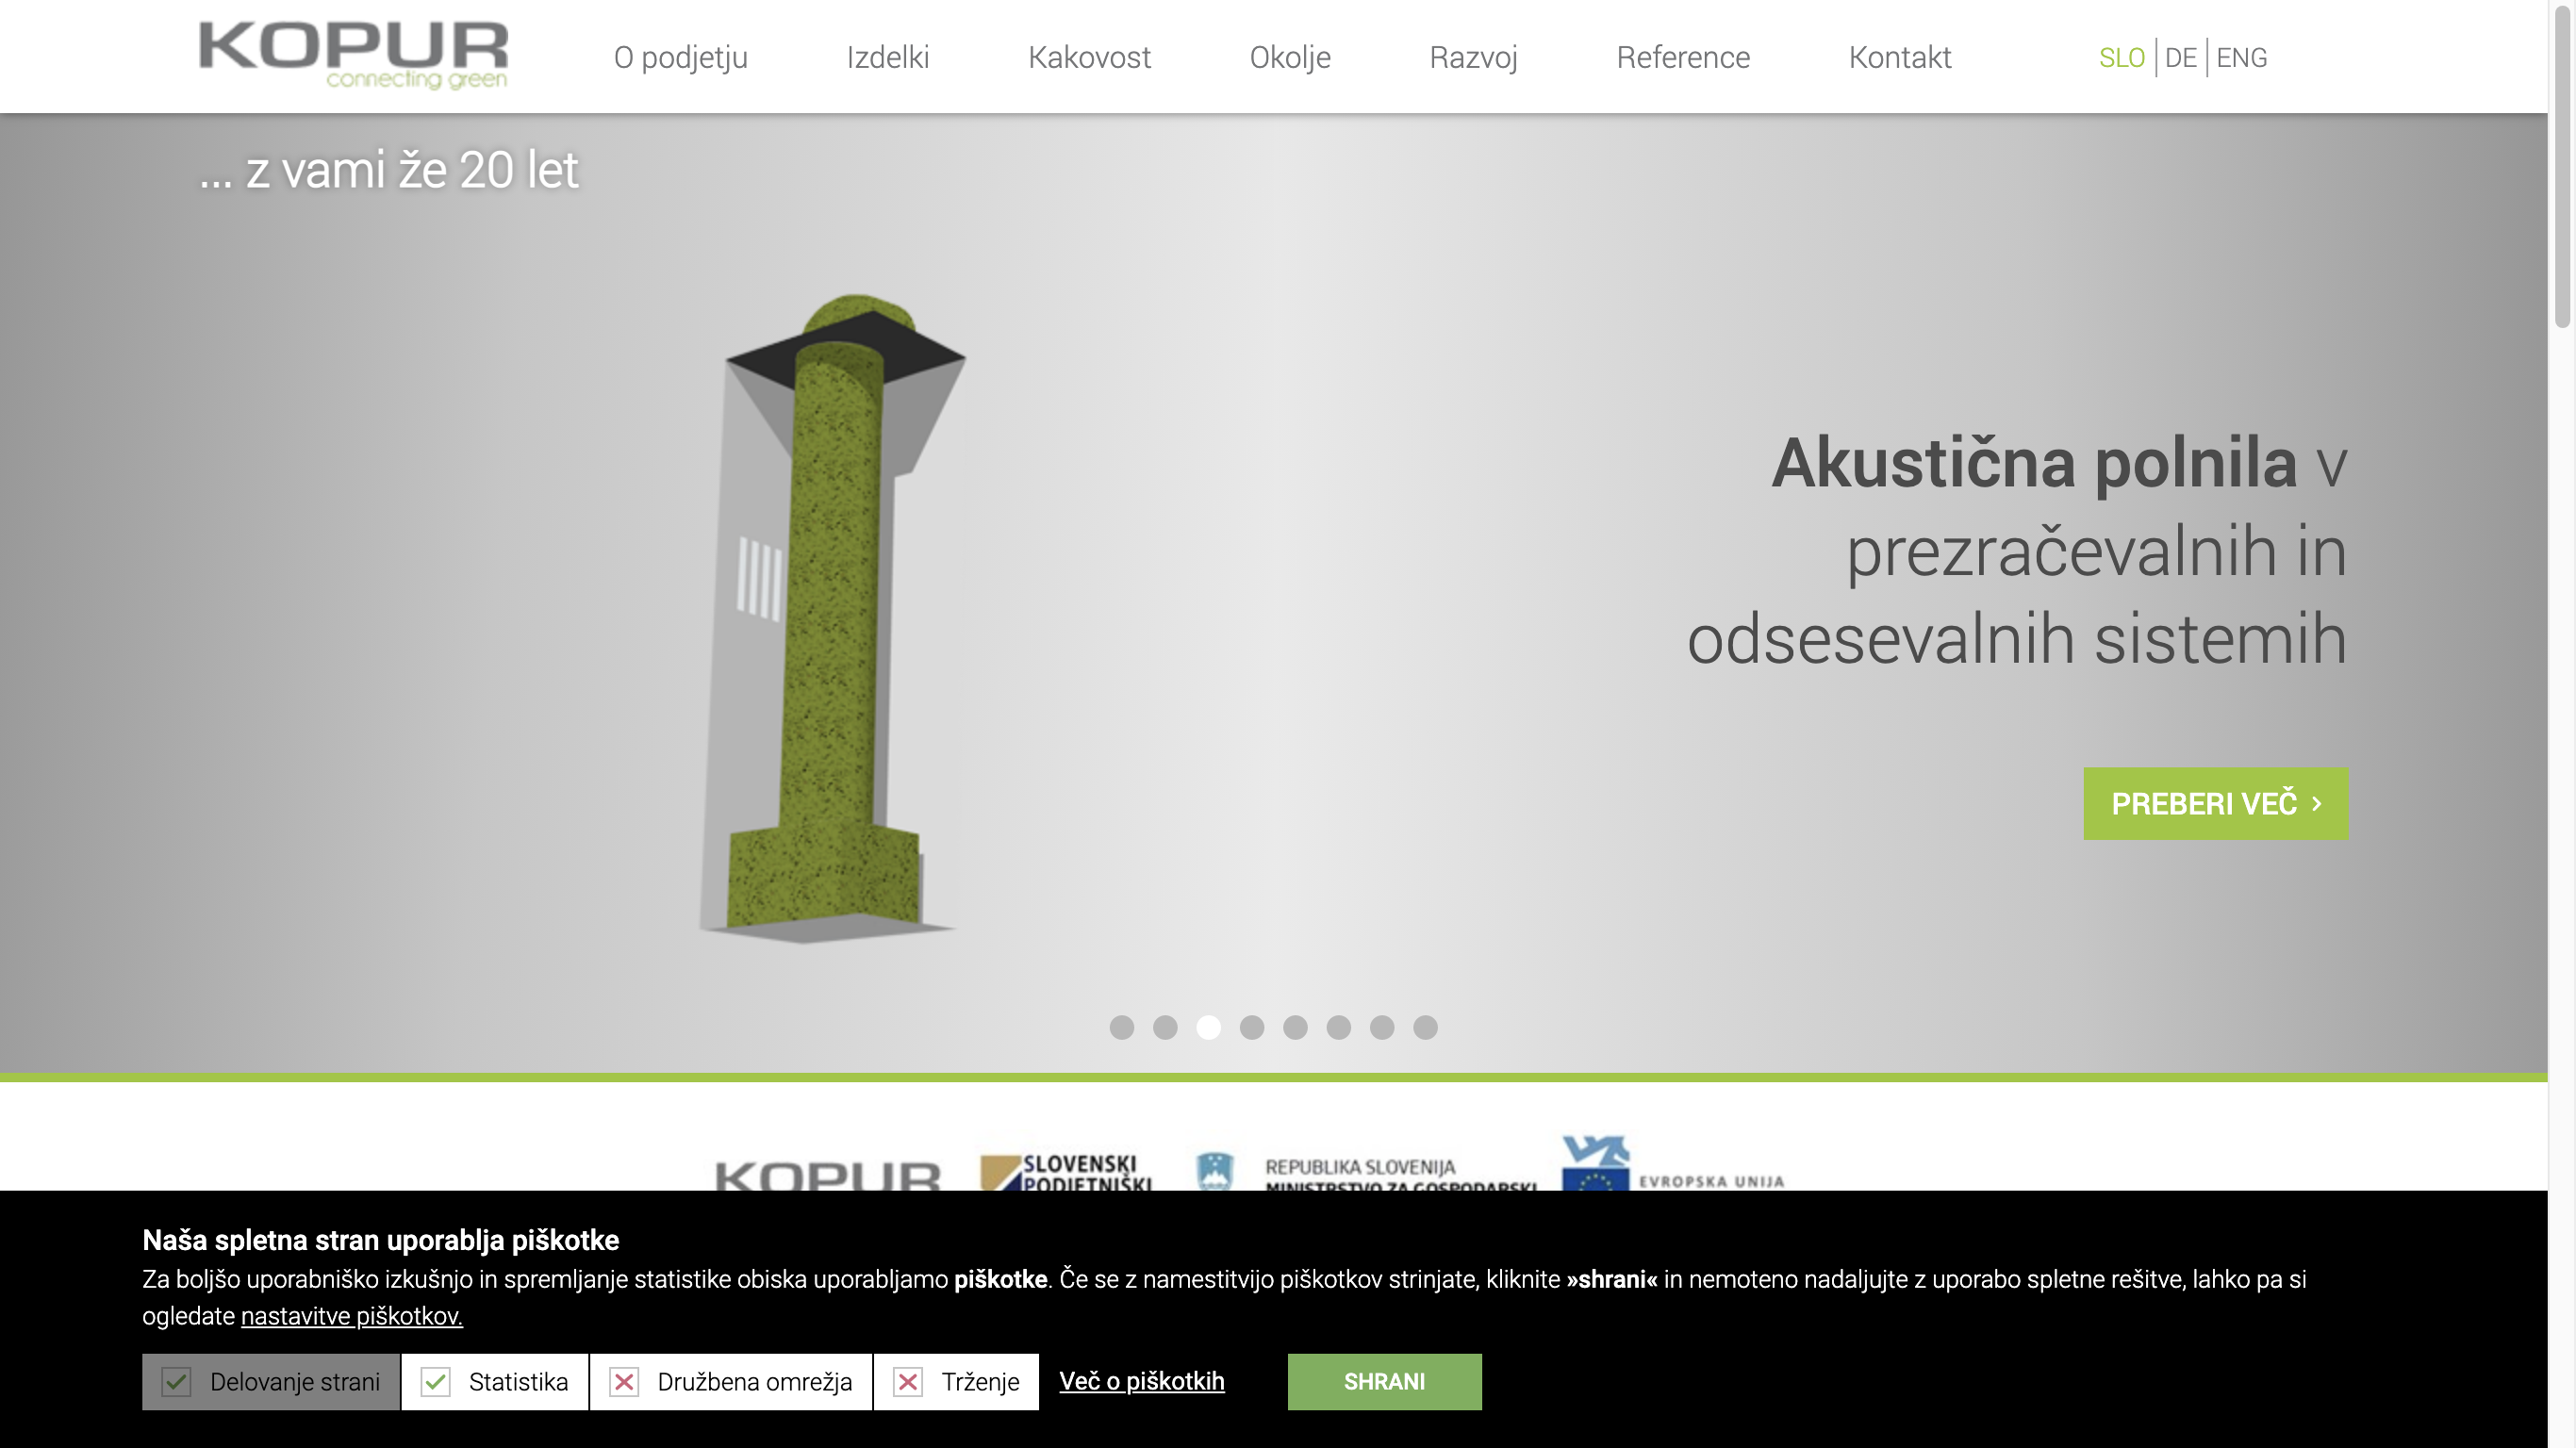 KOPUR
connecting green
O podjetju
Izdelki
Kakovost
Okolje
Razvoj
Reference
Kontakt
SLO
DE
ENG
... z vami že 20 let
Akustična polnila v
prezračevalnih in
odsesevalnih sistemih
PREBERI VEČ
KOPUR
SLOVENSKI
PODJETNIŠKI
REPUBLIKA SLOVENIJA
MINISTRSTVO ZA GOSPODARSKI
EVROPSKA UNIJA
Naša spletna stran uporablja piškotke
Za boljšo uporabniško izkušnjo in spremljanje statistike obiska uporabljamo piškotke. Če se z namestitvijo piškotkov strinjate, kliknite »shrani« in nemoteno nadaljujte z uporabo spletne rešitve, lahko pa si
ogledate nastavitve piškotkov.
Delovanje strani
Statistika
Družbena omrežja
Trženje
Več o piškotkih
SHRANI